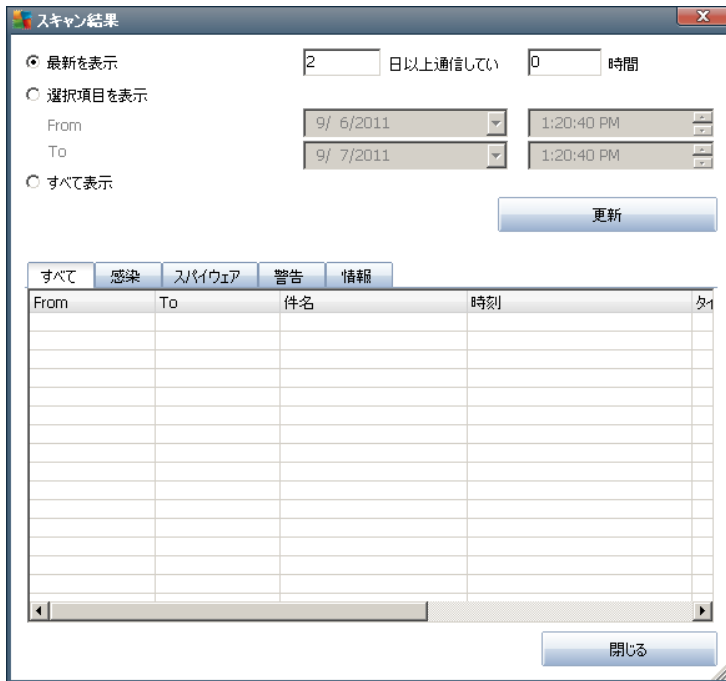 スキャン結果
最新を表示 2 日以上通信してい 0 時間
選択項目を表示
From 9/ 6/2011 1:20:40 PM
To 9/ 7/2011 1:20:40 PM
すべて表示
更新
すべて 感染 スパイウェア 警告 情報
From To 件名 時刻 タイ
閉じる